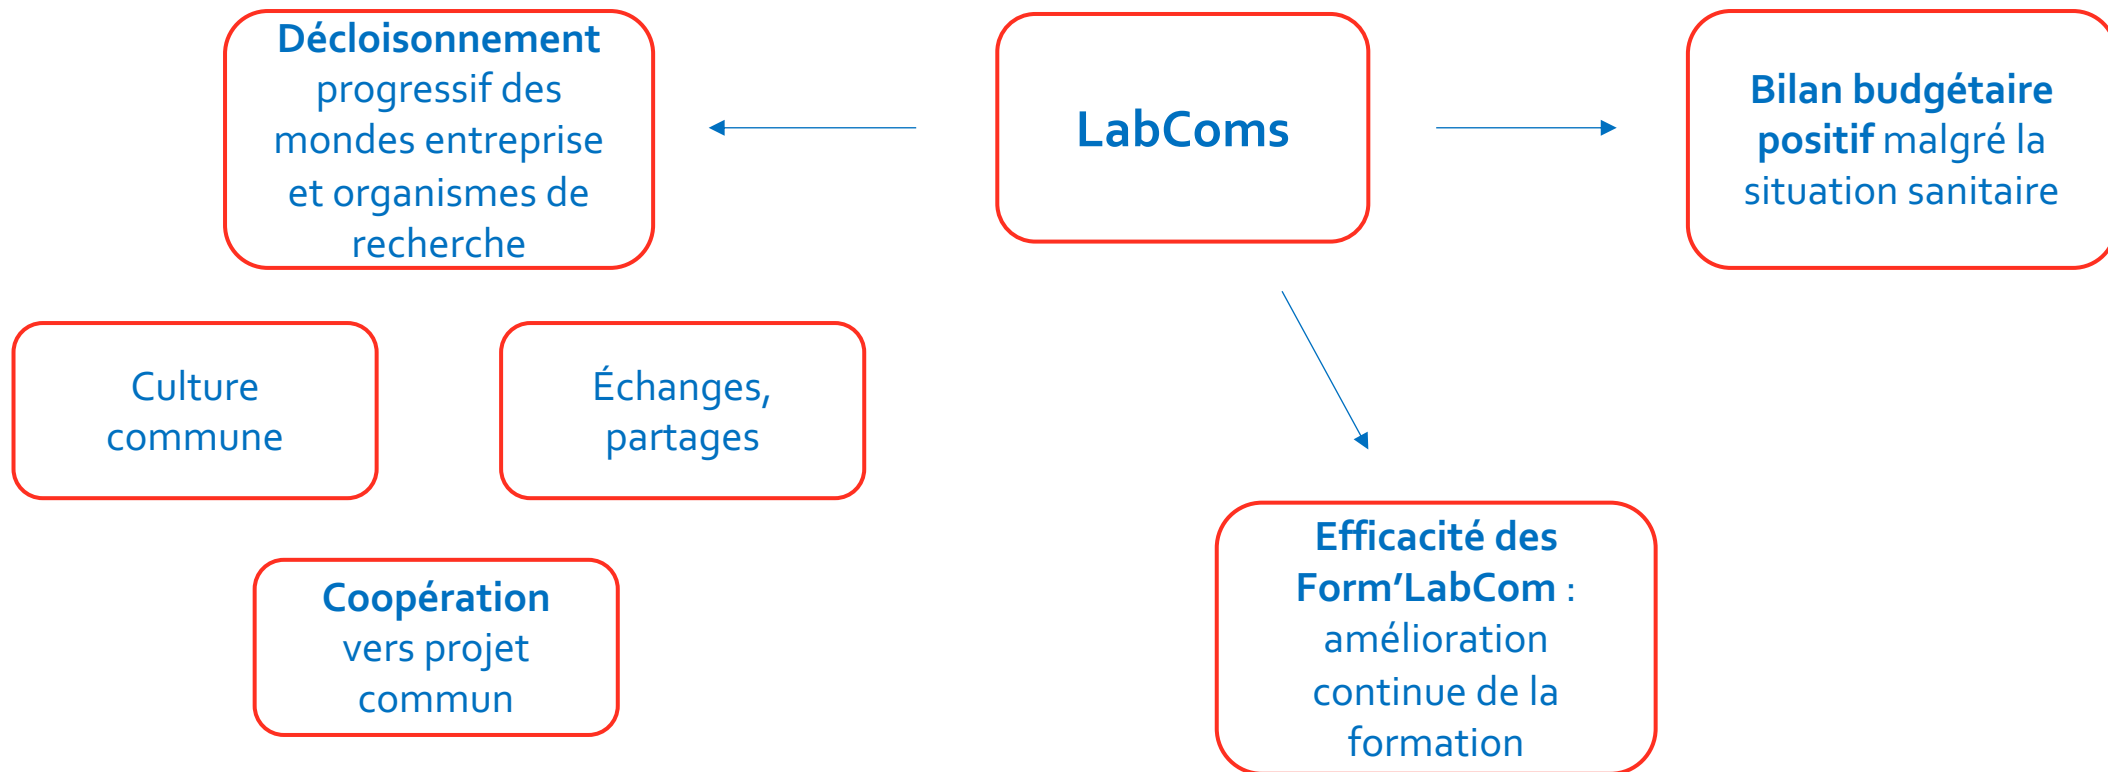 Décloisonnement
progressif des
mondes entreprise
et organismes de
recherche
LabComs
Bilan budgétaire
positif malgré la
situation sanitaire
Culture
commune
Échanges,
partages
Coopération
vers projet
commun
Efficacité des
Form’LabCom :
amélioration
continue de la
formation